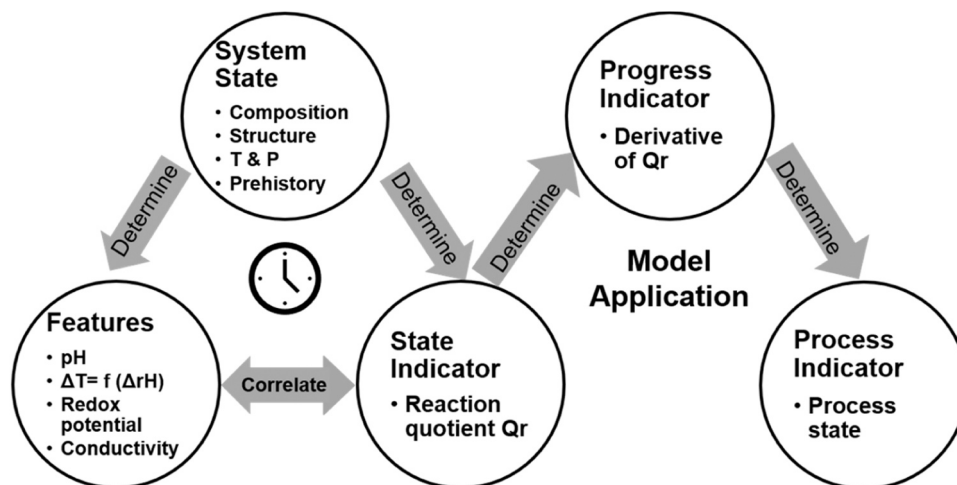 System
State
• Composition
• Structure
• T & P
• Prehistory
Progress
Indicator
• Derivative
of Qr
Determine
Determine
Determine
Determine
Model
Application
Features
• pH
• ΔT= f (ΔrH)
• Redox
potential
• Conductivity
Correlate
State
Indicator
• Reaction
quotient Qr
Process
Indicator
• Process
state